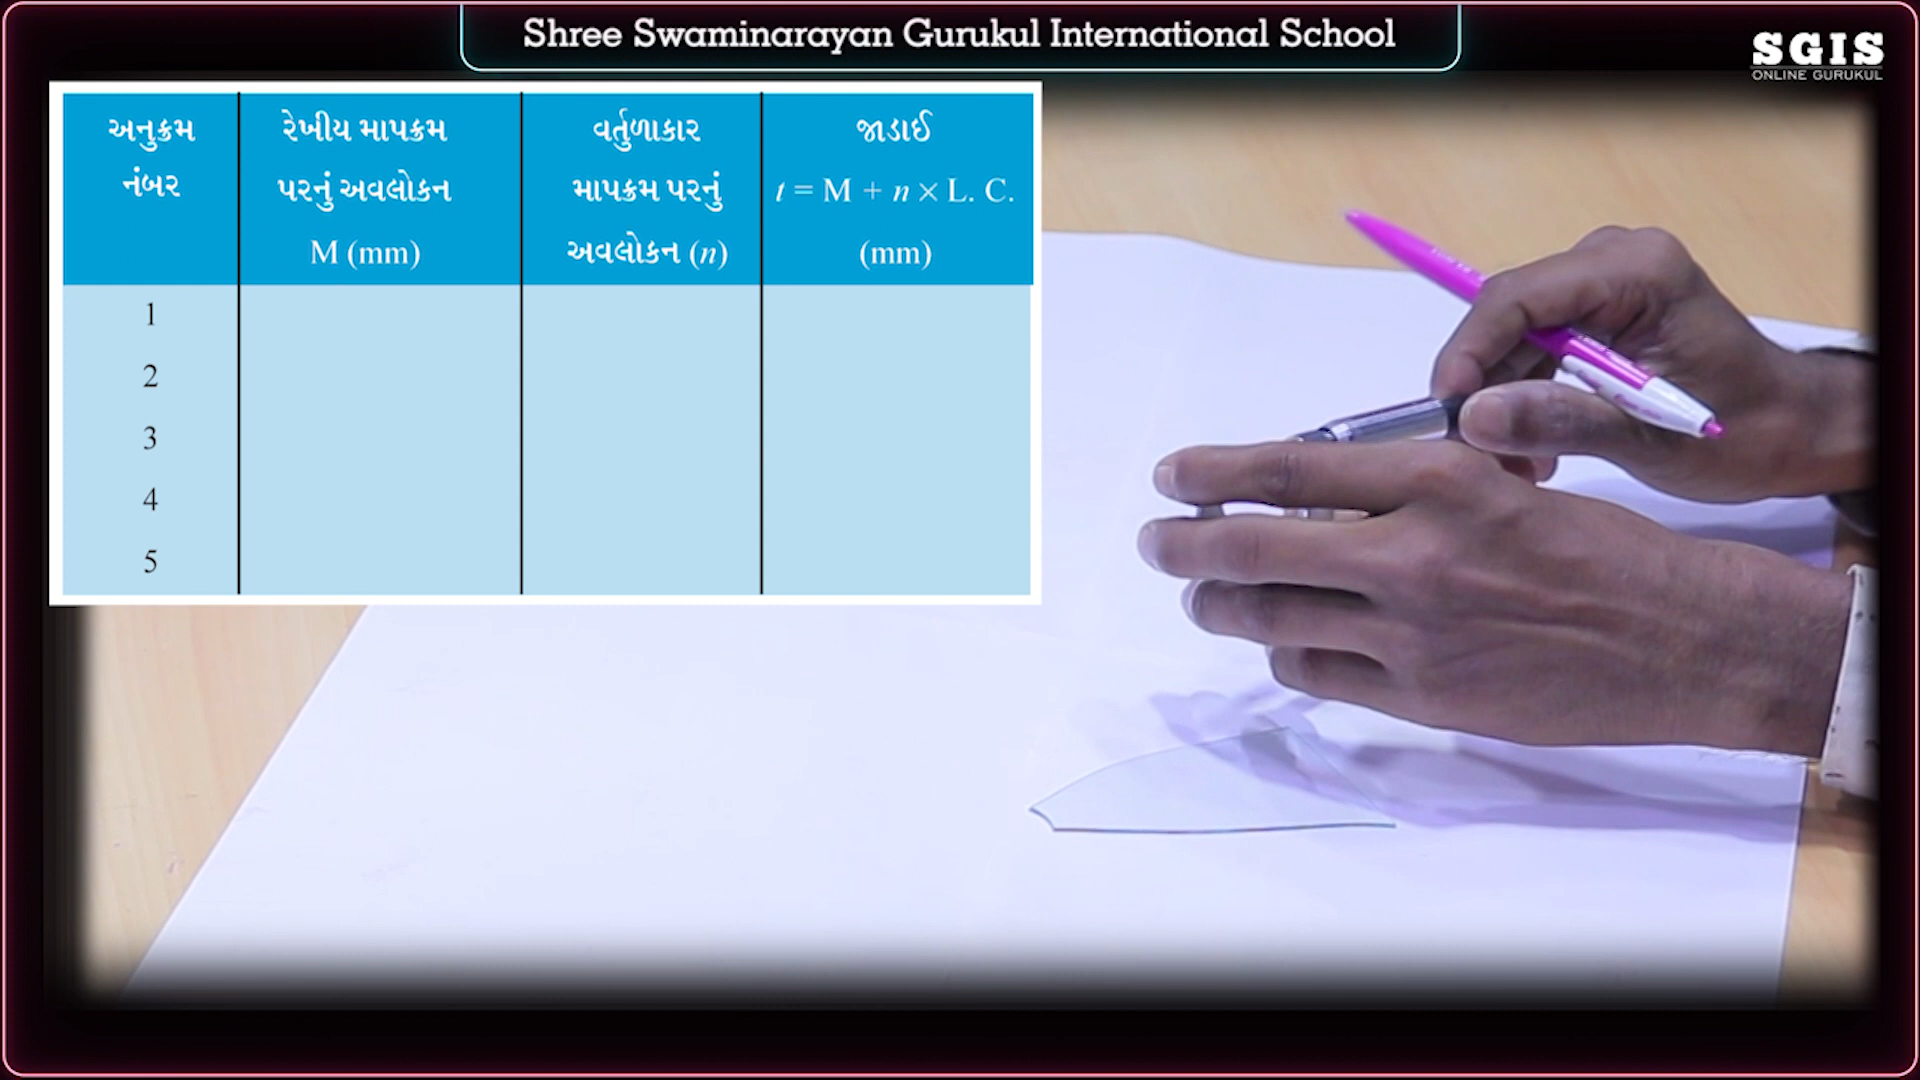 Shree Swaminarayan Gurukul International School
SGIS
ONLINE GURUKUL
અનુક્રમ
નંબર
રેખીય માપક્રમ
પરનું અવલોકન
M (mm)
વર્તુળાકાર
માપક્રમ પરનું
અવલોકન (n)
જાડાઈ
t = M + n × L. C.
(mm)
1
2
3
4
5